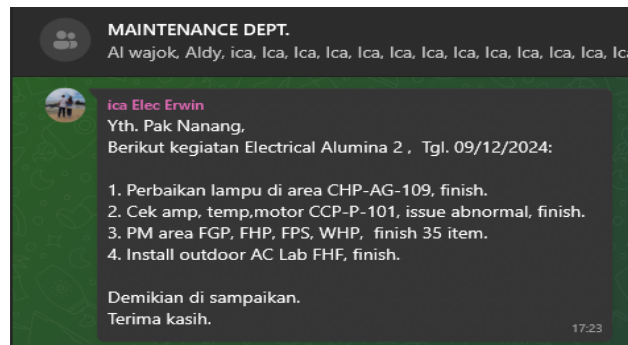 MAINTENANCE DEPT.
Al wajok, Aldy, ica, Ica, Ica, Ica, Ica, Ica, Ica, Ica, Ica, Ica, Ica, Ica, Ica, Ica
ica Elec Erwin
Yth. Pak Nanang,
Berikut kegiatan Electrical Alumina 2 , Tgl. 09/12/2024:
1. Perbaikan lampu di area CHP-AG-109, finish.
2. Cek amp, temp,motor CCP-P-101, issue abnormal, finish.
3. PM area FGP, FHP, FPS, WHP, finish 35 item.
4. Install outdoor AC Lab FHF, finish.
Demikian di sampaikan.
Terima kasih.
17:23